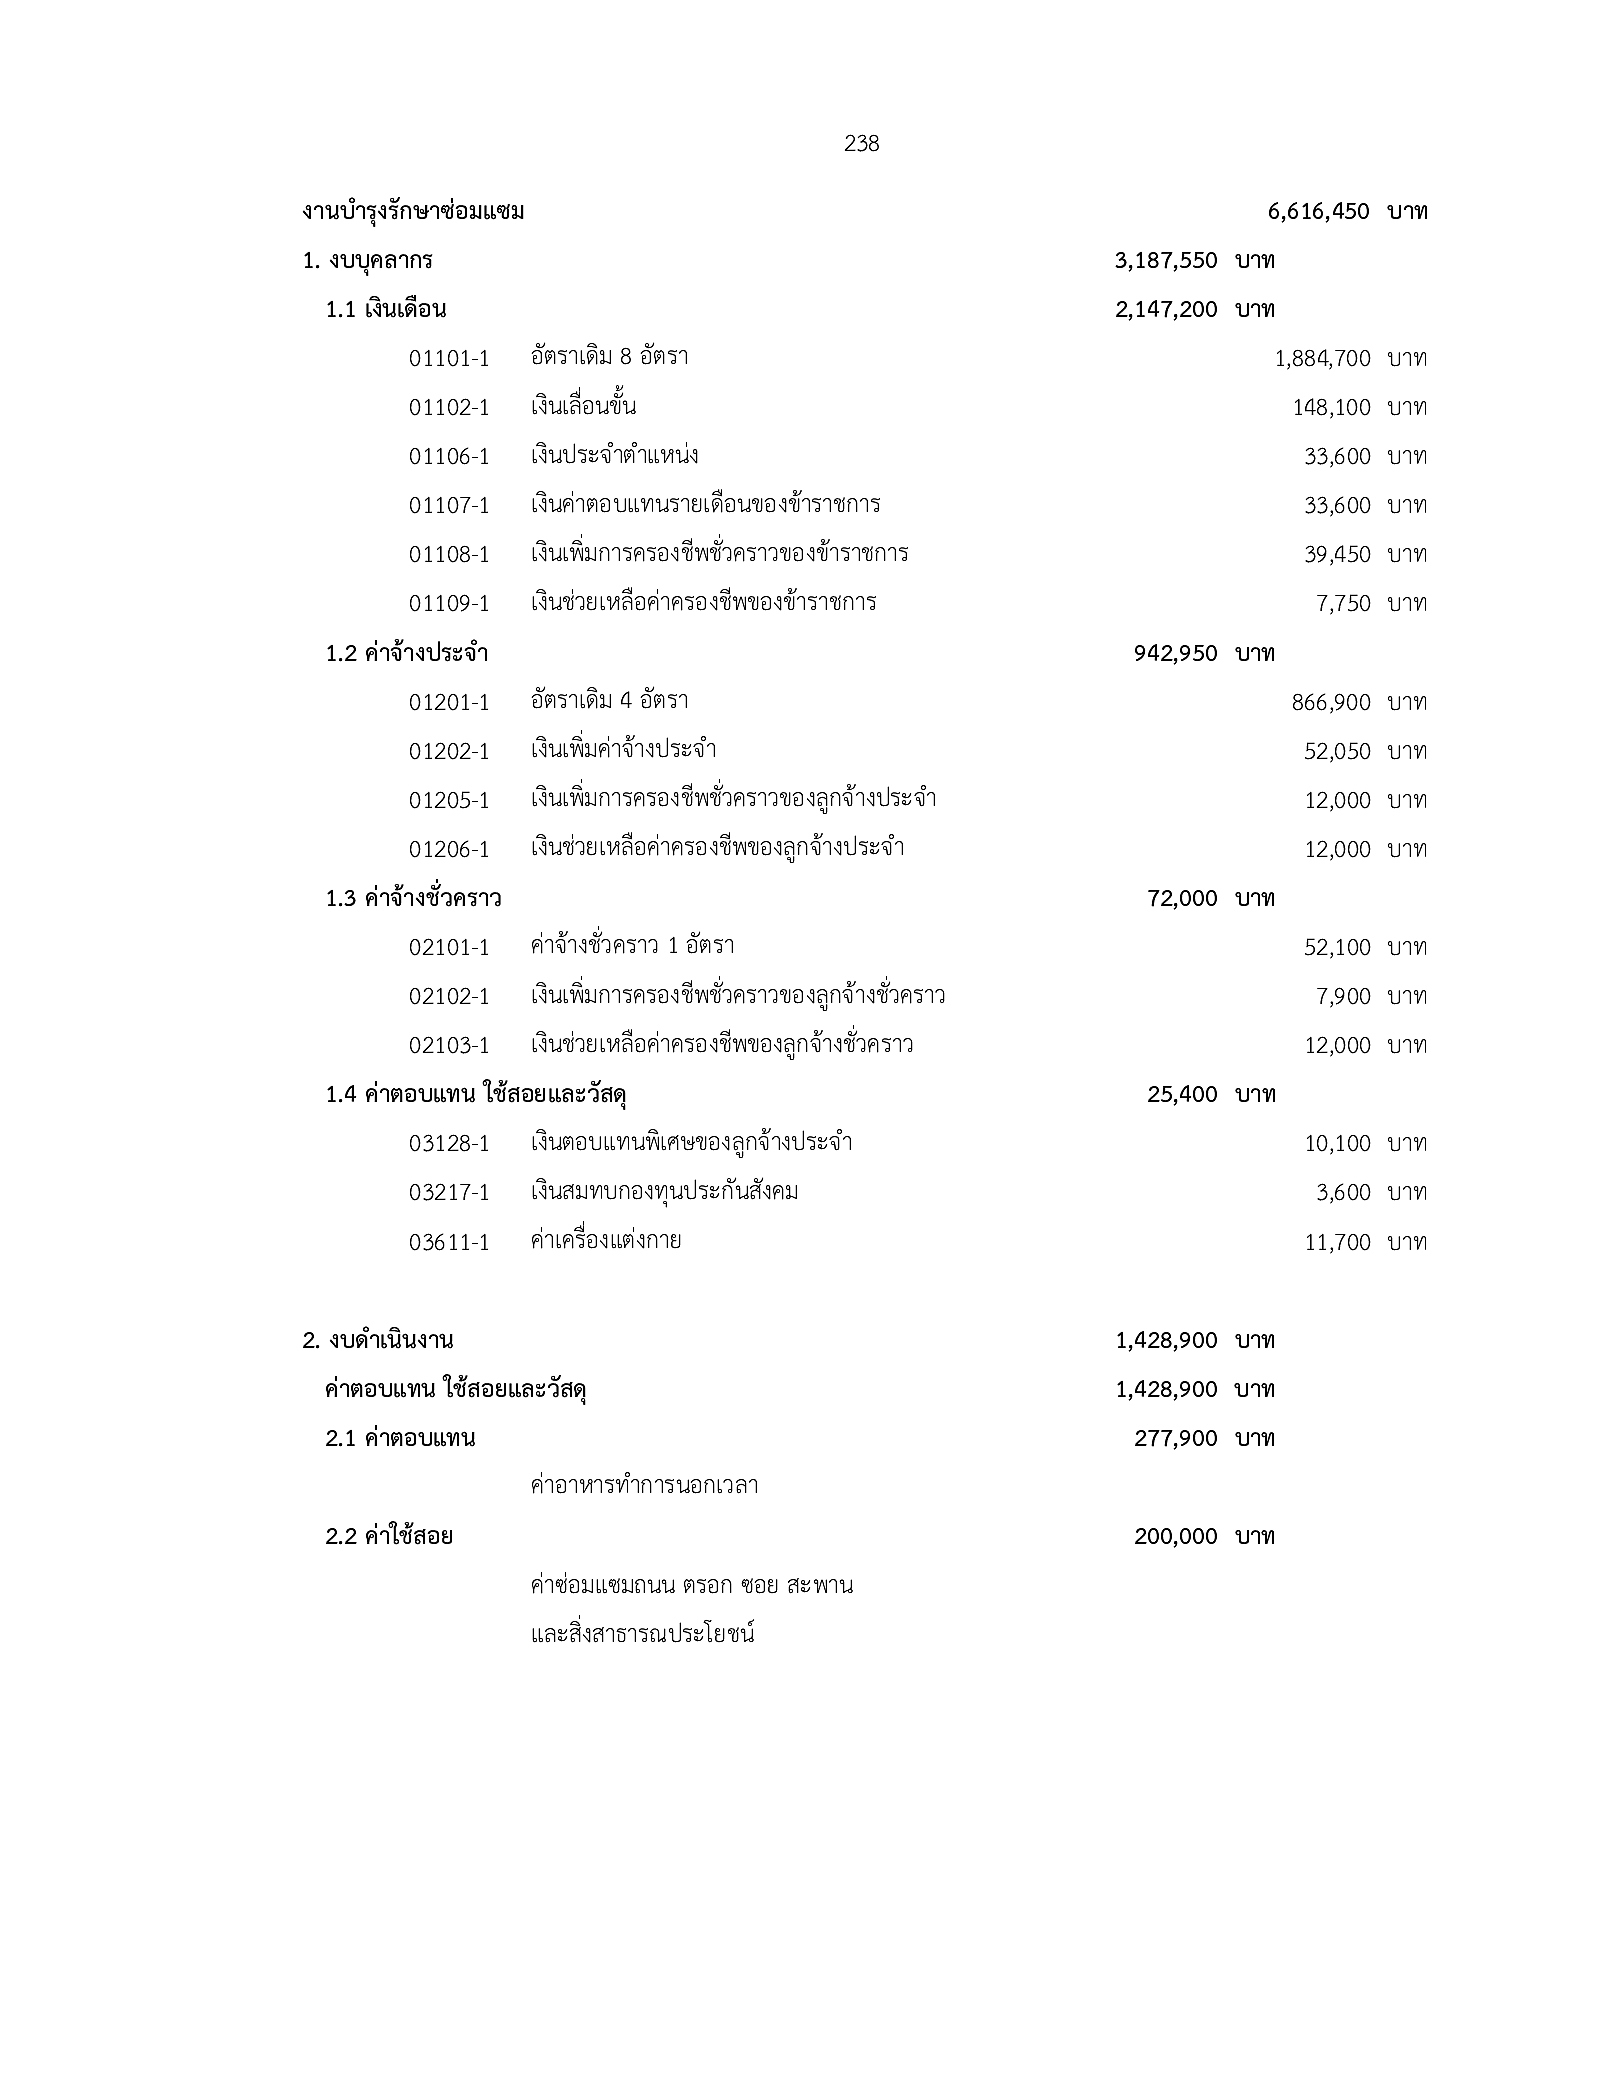 238
งานบำรุงรักษาซ่อมแซม 6,616,450 บาท
1. งบบุคลากร 3,187,550 บาท
1.1 เงินเดือน 2,147,200 บาท
01101-1 อัตราเดิม 8 อัตรา 1,884,700 บาท
01102-1 เงินเลื่อนขั้น 148,100 บาท
01106-1 เงินประจำตำแหน่ง 33,600 บาท
01107-1 เงินค่าตอบแทนรายเดือนของข้าราชการ 33,600 บาท
01108-1 เงินเพิ่มการครองชีพชั่วคราวของข้าราชการ 39,450 บาท
01109-1 เงินช่วยเหลือค่าครองชีพของข้าราชการ 7,750 บาท
1.2 ค่าจ้างประจำ 942,950 บาท
01201-1 อัตราเดิม 4 อัตรา 866,900 บาท
01202-1 เงินเพิ่มค่าจ้างประจำ 52,050 บาท
01205-1 เงินเพิ่มการครองชีพชั่วคราวของลูกจ้างประจำ 12,000 บาท
01206-1 เงินช่วยเหลือค่าครองชีพของลูกจ้างประจำ 12,000 บาท
1.3 ค่าจ้างชั่วคราว 72,000 บาท
02101-1 ค่าจ้างชั่วคราว 1 อัตรา 52,100 บาท
02102-1 เงินเพิ่มการครองชีพชั่วคราวของลูกจ้างชั่วคราว 7,900 บาท
02103-1 เงินช่วยเหลือค่าครองชีพของลูกจ้างชั่วคราว 12,000 บาท
1.4 ค่าตอบแทน ใช้สอยและวัสดุ 25,400 บาท
03128-1 เงินตอบแทนพิเศษของลูกจ้างประจำ 10,100 บาท
03217-1 เงินสมทบกองทุนประกันสังคม 3,600 บาท
03611-1 ค่าเครื่องแต่งกาย 11,700 บาท
2. งบดำเนินงาน 1,428,900 บาท
ค่าตอบแทน ใช้สอยและวัสดุ 1,428,900 บาท
2.1 ค่าตอบแทน 277,900 บาท
ค่าอาหารทำการนอกเวลา
2.2 ค่าใช้สอย 200,000 บาท
ค่าซ่อมแซมถนน ตรอก ซอย สะพาน
และสิ่งสาธารณประโยชน์